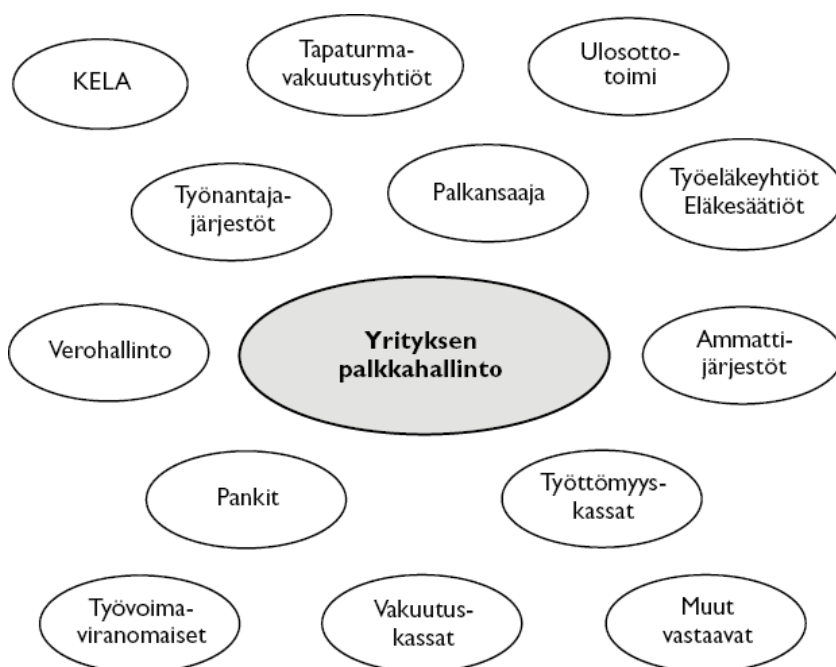 KELA
Tapaturma-
vakuutusyhtiöt
Ulosotto-
toimi
Työnantaja-
järjestöt
Palkansaaja
Työeläkeyhtiöt
Eläkesäätiöt
Verohallinto
Yrityksen
palkkahallinto
Ammatti-
järjestöt
Pankit
Työttömyys-
kassat
Työvoima-
viranomaiset
Vakuutus-
kassat
Muut
vastaavat